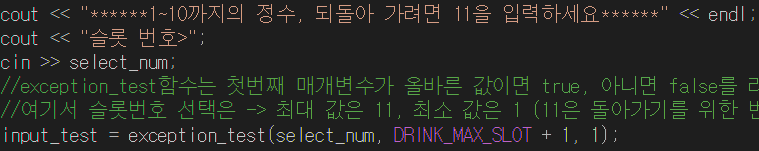 cout << "******1~10까지의 정수, 되돌아 가려면 11을 입력하세요******" << endl;
cout << "슬롯 번호>";
cin >> select_num;
//exception_test함수는 첫번째 매개변수가 올바른 값이면 true, 아니면 false를
//여기서 슬롯번호 선택은 -> 최대 값은 11, 최소 값은 1 (11은 돌아가기를 위한
input_test = exception_test(select_num, DRINK_MAX_SLOT + 1, 1);